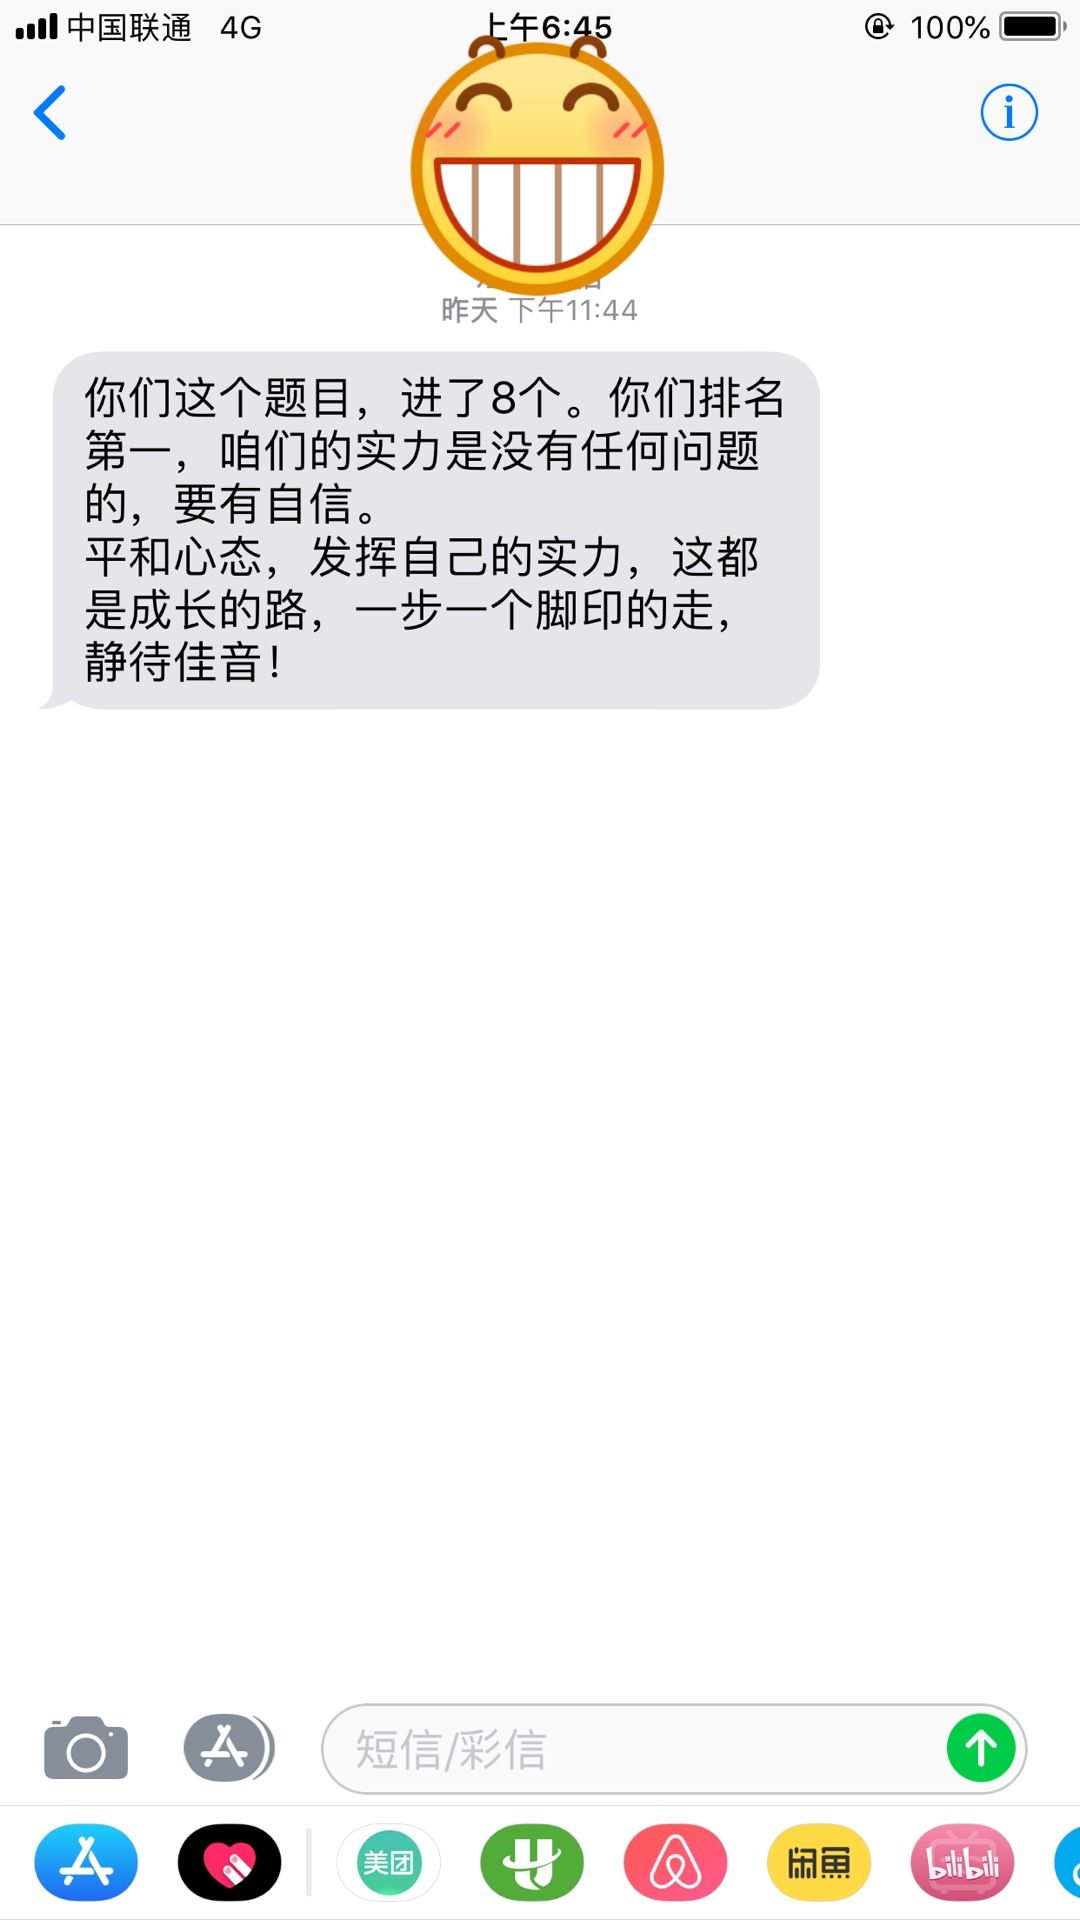 中国联通 4G 上午6:45 100%
昨天 下午11:44
你们这个题目，进了8个。你们排名
第一，咱们的实力是没有任何问题
的，要有自信。
平和心态，发挥自己的实力，这都
是成长的路，一步一个脚印的走，
静待佳音！
短信/彩信
美团
闲鱼
bilibili